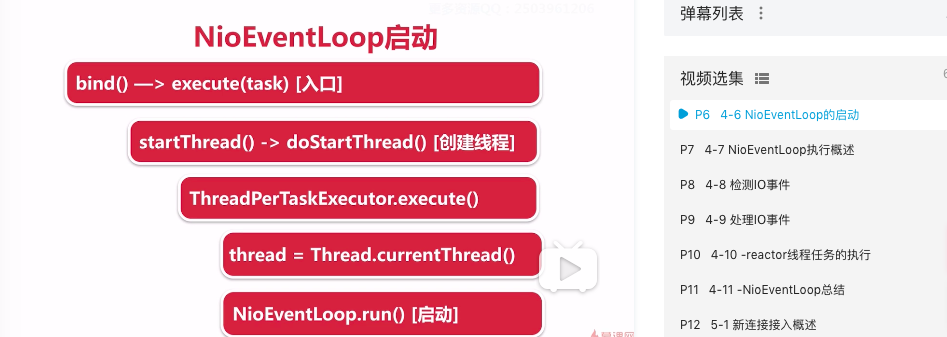 NioEventLoop启动
bind() —> execute(task) [入口]
startThread() -> doStartThread() [创建线程]
ThreadPerTaskExecutor.execute()
thread = Thread.currentThread()
NioEventLoop.run() [启动]
弹幕列表
视频选集
P6 4-6 NioEventLoop的启动
P7 4-7 NioEventLoop执行概述
P8 4-8 检测IO事件
P9 4-9 处理IO事件
P10 4-10 -reactor线程任务的执行
P11 4-11 -NioEventLoop总结
P12 5-1 新连接接入概述